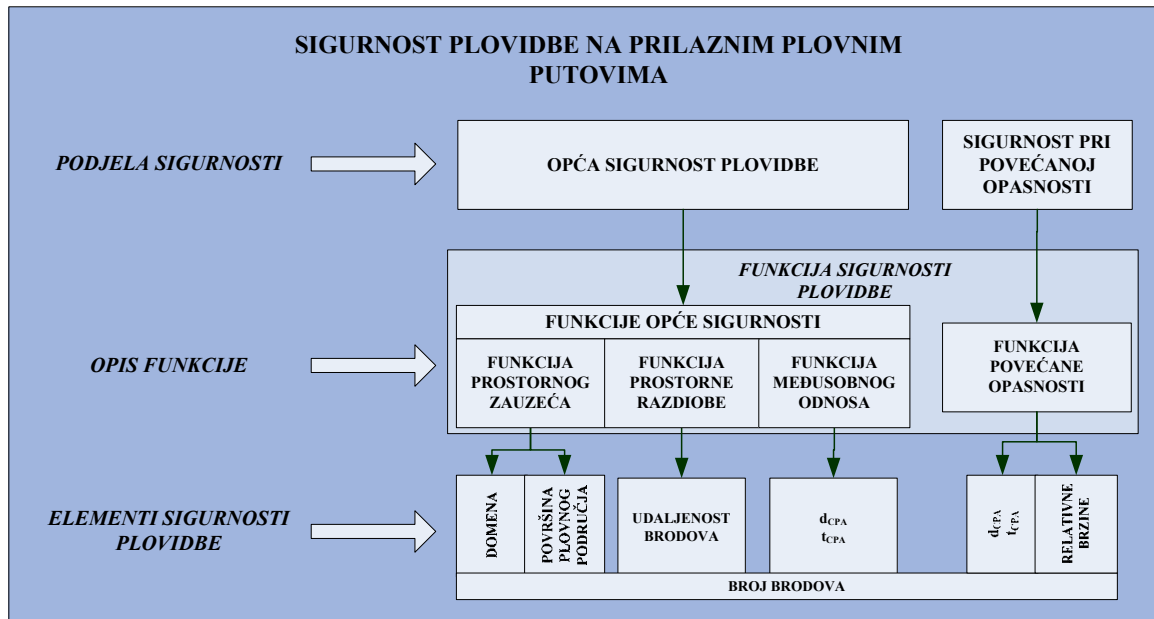 SIGURNOST PLOVIDBE NA PRILAZNIM PLOVNIM
PUTOVIMA
PODJELA SIGURNOSTI
OPĆA SIGURNOST PLOVIDBE
SIGURNOST PRI
POVEĆANOJ
OPASNOSTI
FUNKCIJA SIGURNOSTI
PLOVIDBE
OPIS FUNKCIJE
FUNKCIJE OPĆE SIGURNOSTI
FUNKCIJA
PROSTORNOG
ZAUZEĆA
FUNKCIJA
PROSTORNE
RAZDIOBE
FUNKCIJA
MEĐUSOBNOG
ODNOSA
FUNKCIJA
POVEĆANE
OPASNOSTI
ELEMENTI SIGURNOSTI
PLOVIDBE
DOMENA
POVRŠINA
PLOVNOG
PODRUČJA
UDALJENOST
BRODOVA
dCPA
tCPA
dCPA
tCPA
RELATIVNE
BRZINE
BROJ BRODOVA